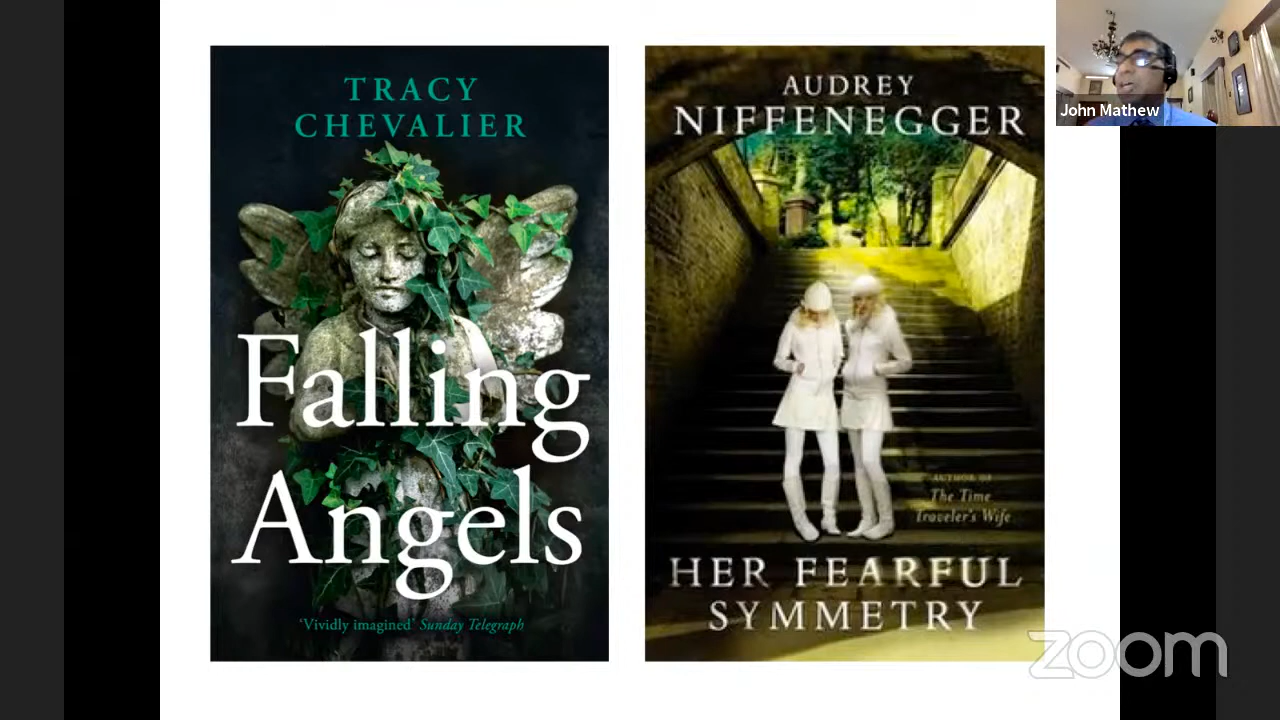 TRACY
CHEVALIER
Falling
Angels
'Vividly imagined' Sunday Telegraph
AUDREY
NIFFENEGGER
AUTHOR OF
The Time
Traveler's Wife
HER FEARFUL
SYMMETRY
John Mathew
zoom